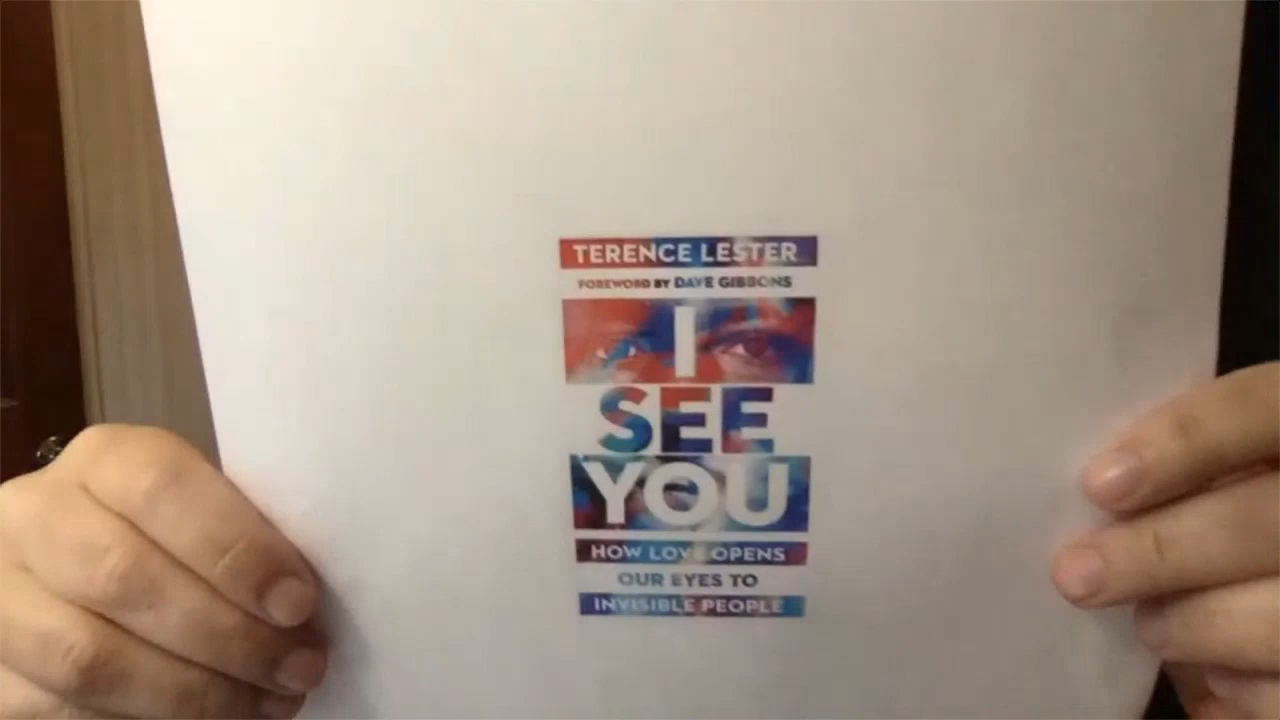 TERENCE LESTER
FOREWORD BY DAVE GIBBONS
I
SEE
YOU
HOW LOVE OPENS
OUR EYES TO
INVISIBLE PEOPLE